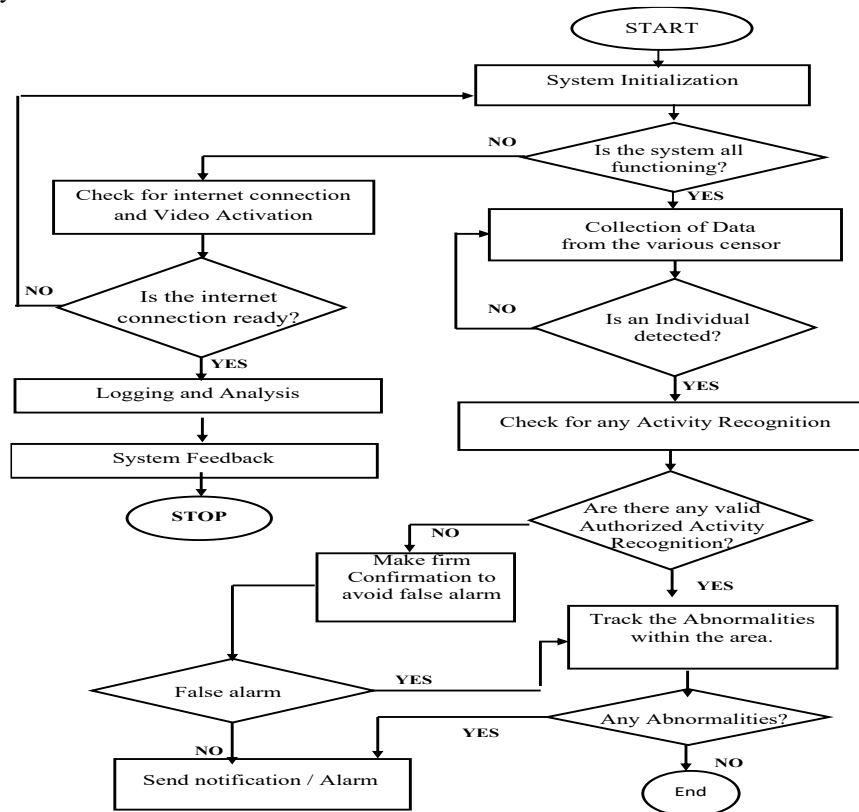 START
System Initialization
NO
Is the system all
functioning?
YES
Check for internet connection
and Video Activation
Collection of Data
from the various censor
NO
Is the internet
connection ready?
NO
Is an Individual
detected?
YES
YES
Logging and Analysis
Check for any Activity Recognition
System Feedback
STOP
Are there any valid
Authorized Activity
Recognition?
NO
Make firm
Confirmation to
avoid false alarm
YES
Track the Abnormalities
within the area.
False alarm
YES
Any Abnormalities?
YES
NO
NO
Send notification / Alarm
End